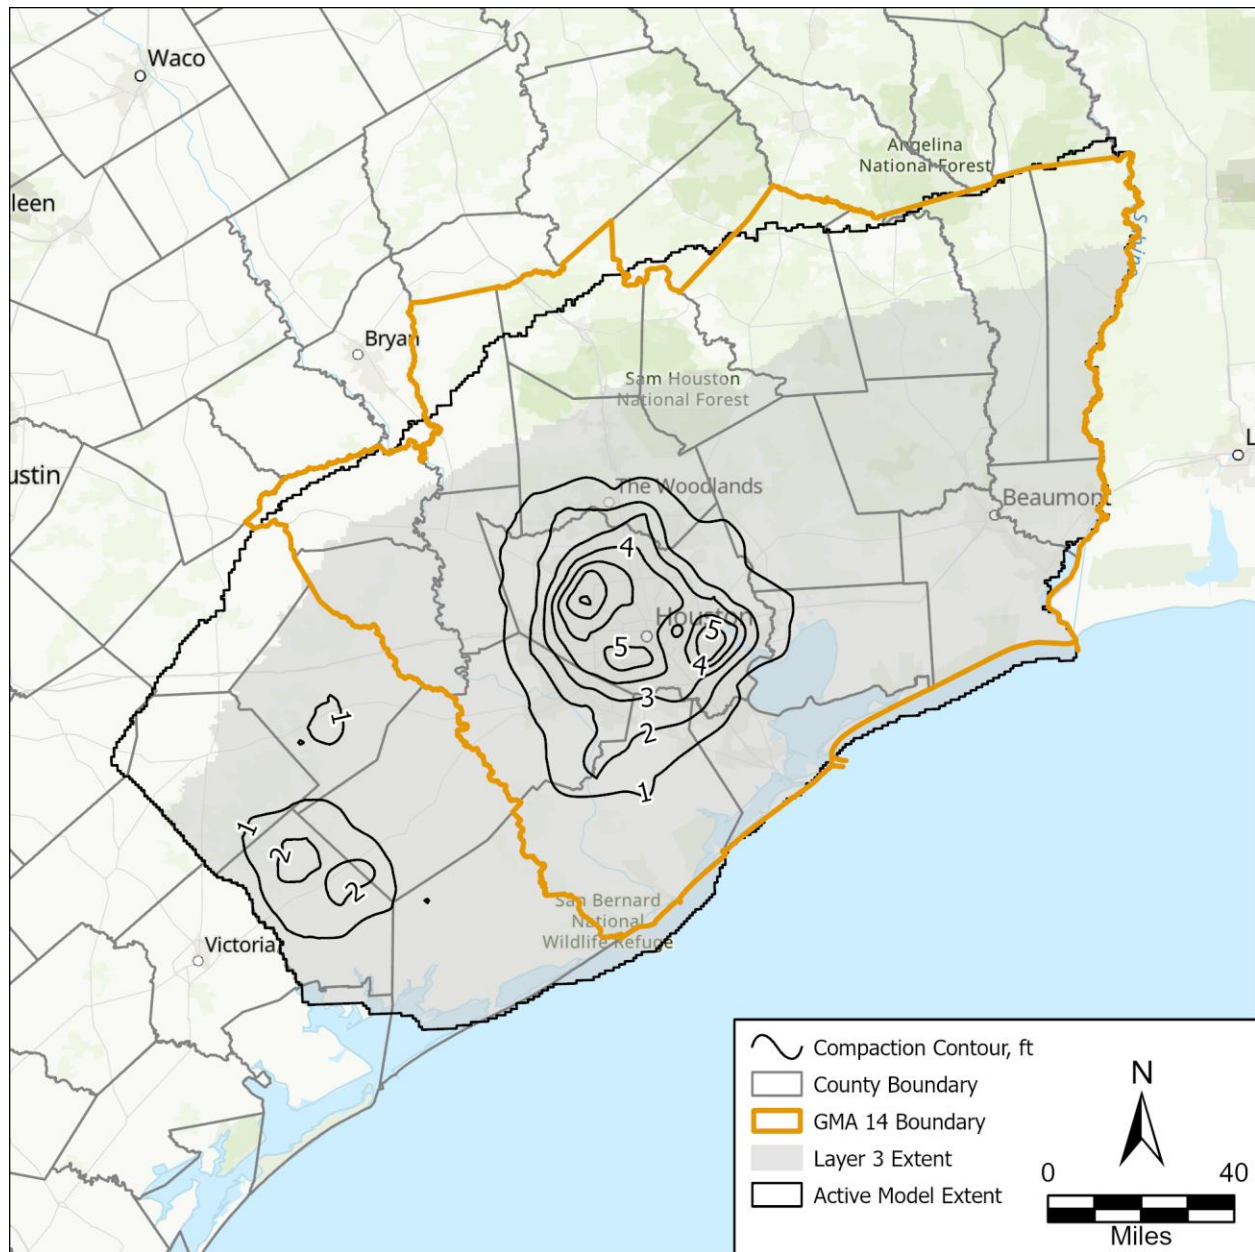 Waco
Angelina
National Forest
leen
Sabine
Bryan
Sam Houston
National Forest
ustin
L
The Woodlands
Beaumont
4
Houston
5
5
4
3
1
2
1
1
2
2
San Bernard
National
Wildlife Refuge
Victoria
Compaction Contour, ft
County Boundary
GMA 14 Boundary
Layer 3 Extent
Active Model Extent
N
0 40
Miles